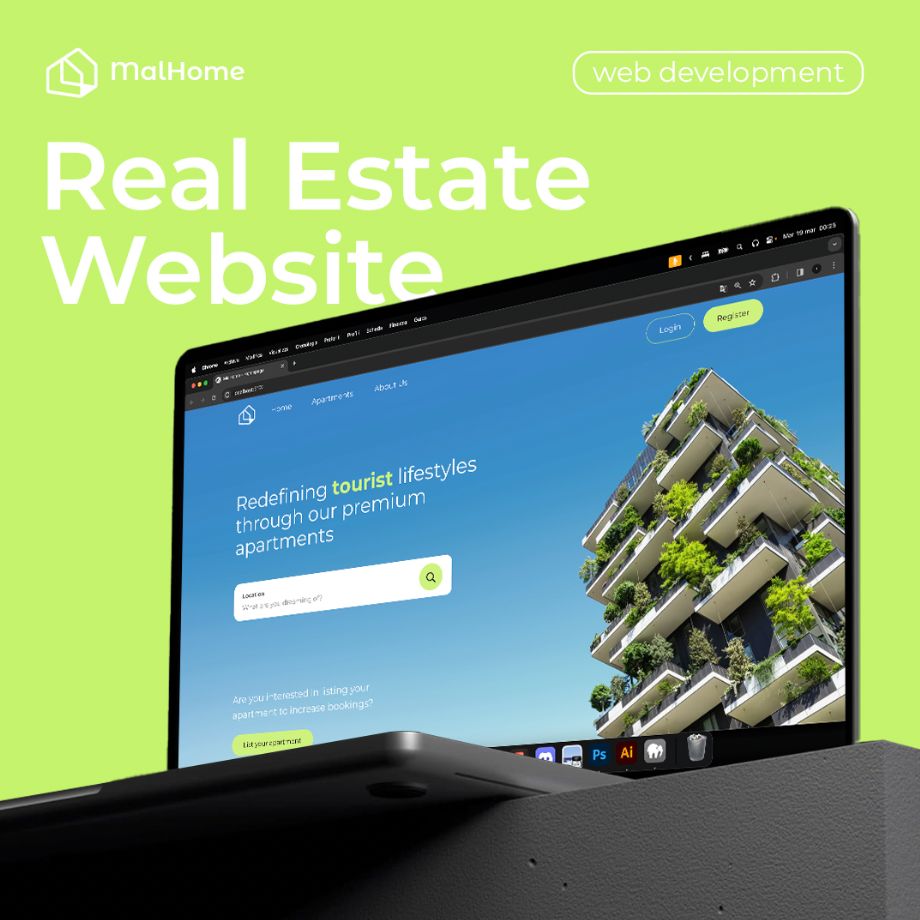 MalHome
web development
Real Estate
Website
Mar 19 mar 00:23
Chrome
Login
Register
Home
Apartments
About Us
Redefining tourist lifestyles
through our premium
apartments
Location
What are you dreaming of?
Are you interested in listing your
apartment to increase bookings?
List your apartment
Ps
Ai